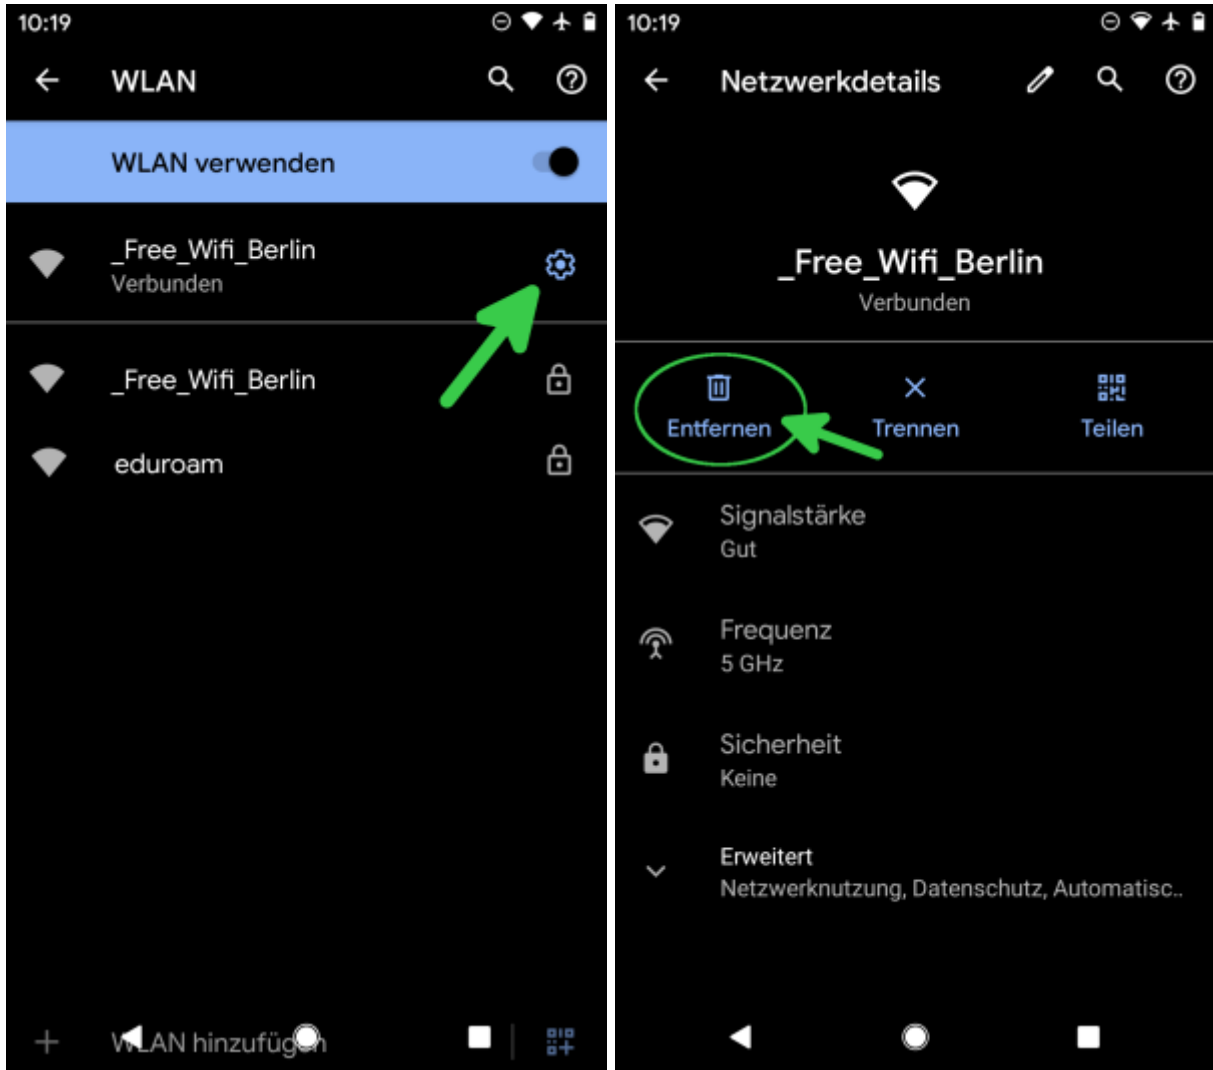 10:19
WLAN
WLAN verwenden
_Free_Wifi_Berlin
Verbunden
_Free_Wifi_Berlin
eduroam
WLAN hinzufügen
10:19
Netzwerkdetails
_Free_Wifi_Berlin
Verbunden
Entfernen Trennen Teilen
Signalstärke
Gut
Frequenz
5 GHz
Sicherheit
Keine
Erweitert
Netzwerknutzung, Datenschutz, Automatisc..